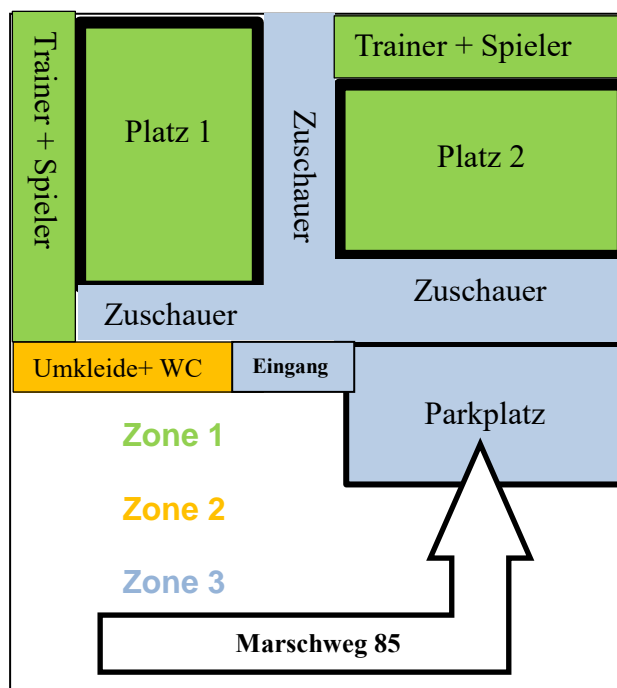 Trainer + Spieler
Platz 1
Zuschauer
Trainer + Spieler
Platz 2
Zuschauer
Zuschauer
Umkleide+ WC
Eingang
Parkplatz
Zone 1
Zone 2
Zone 3
Marschweg 85